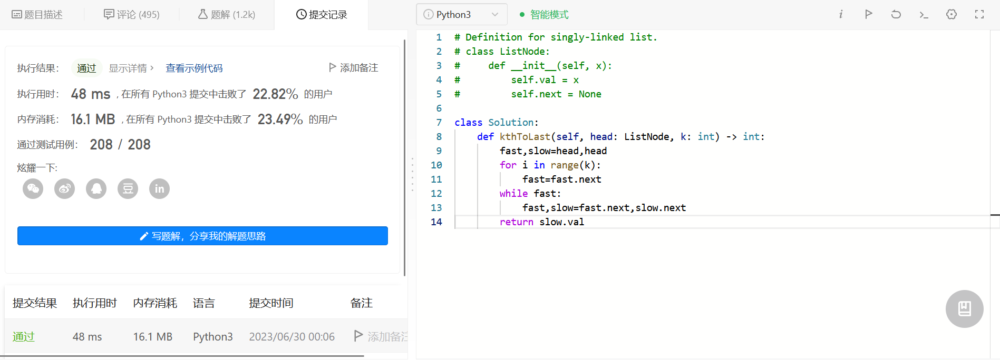 题目描述
评论 (495)
题解 (1.2k)
提交记录
执行结果：
通过
显示详情 >
查看示例代码
添加备注
执行用时：
48 ms , 在所有 Python3 提交中击败了 22.82% 的用户
内存消耗：
16.1 MB , 在所有 Python3 提交中击败了 23.49% 的用户
通过测试用例：
208 / 208
炫耀一下:
豆
in
写题解，分享我的解题思路
提交结果 执行用时 内存消耗 语言 提交时间 备注
通过 48 ms 16.1 MB Python3 2023/06/30 00:06 添加备注
Python3
智能模式
1 # Definition for singly-linked list.
2 # class ListNode:
3 #     def __init__(self, x):
4 #         self.val = x
5 #         self.next = None
6
7 class Solution:
8     def kthToLast(self, head: ListNode, k: int) -> int:
9         fast,slow=head,head
10         for i in range(k):
11             fast=fast.next
12         while fast:
13             fast,slow=fast.next,slow.next
14         return slow.val